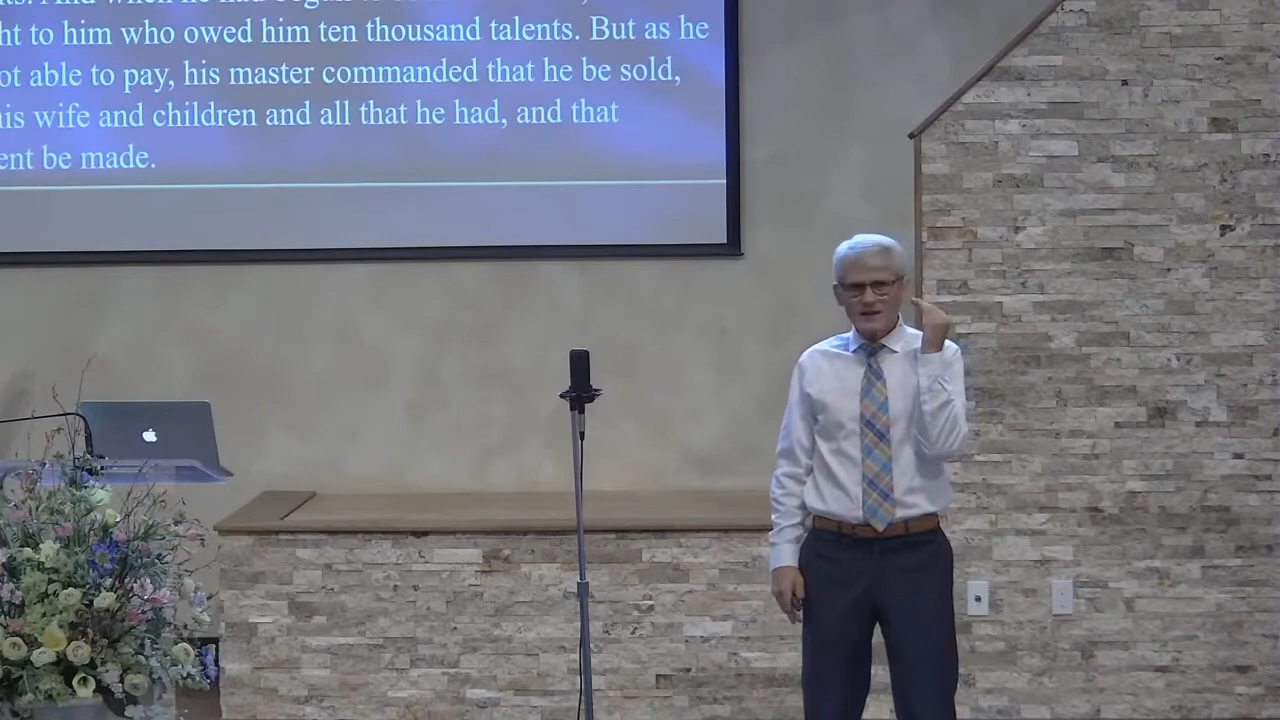 ht to him who owed him ten thousand talents. But as he
ot able to pay, his master commanded that he be sold,
his wife and children and all that he had, and that
ent be made.